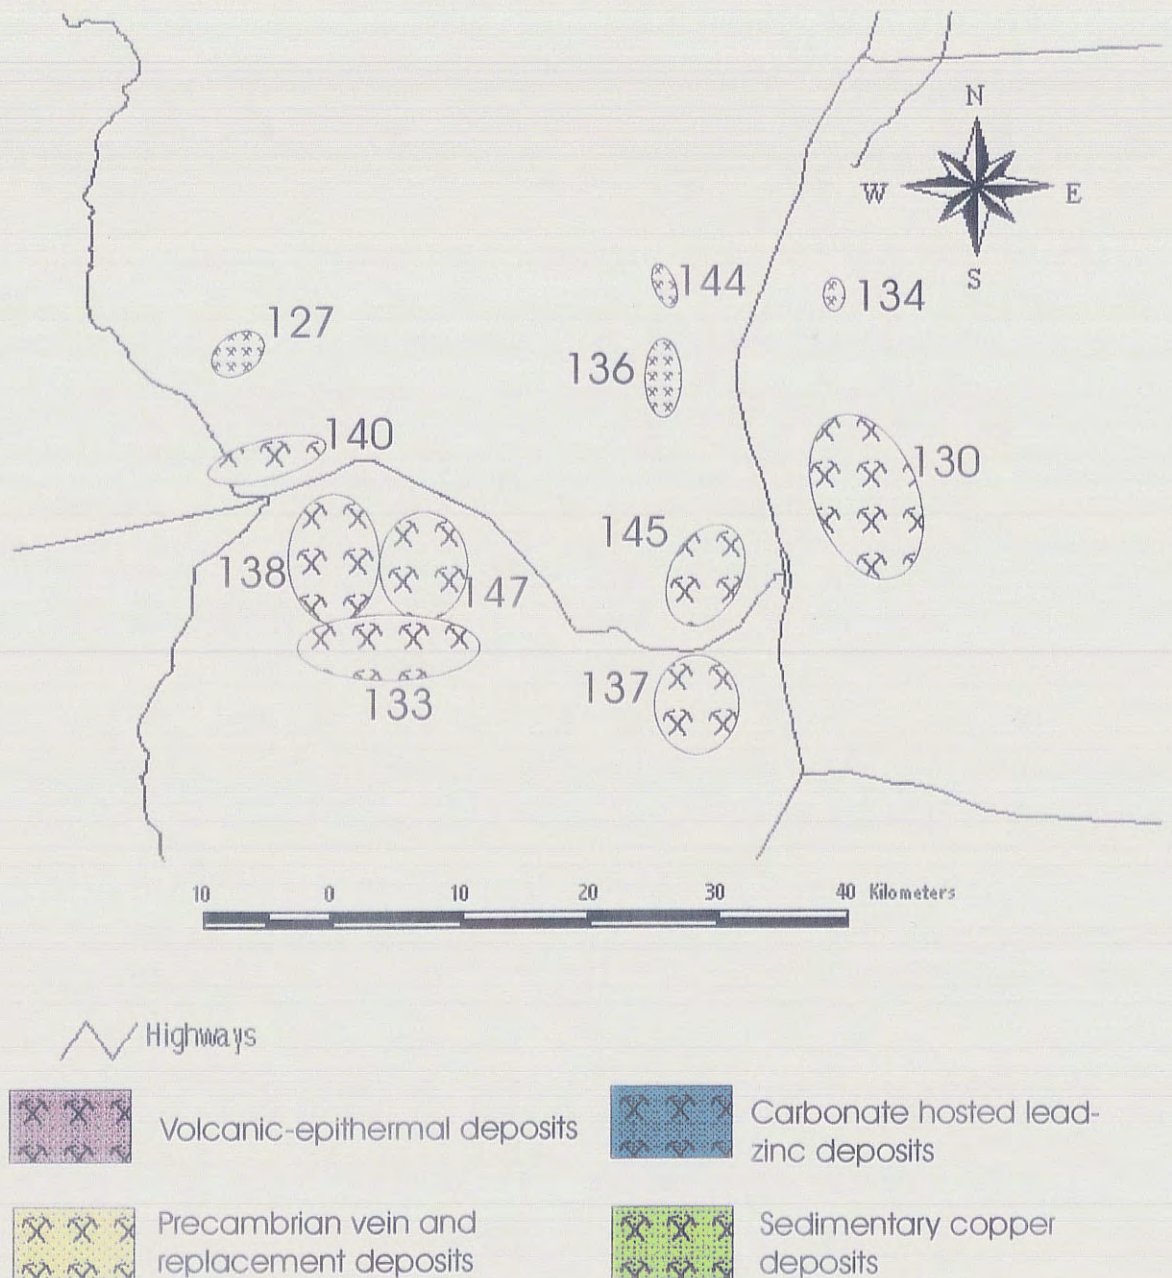 N
W E
S
144
134
127
136
140
130
145
138
147
137
133
10 0 10 20 30 40 Kilometers
Highways
Volcanic-epithermal deposits
Carbonate hosted lead-
zinc deposits
Precambrian vein and
replacement deposits
Sedimentary copper
deposits